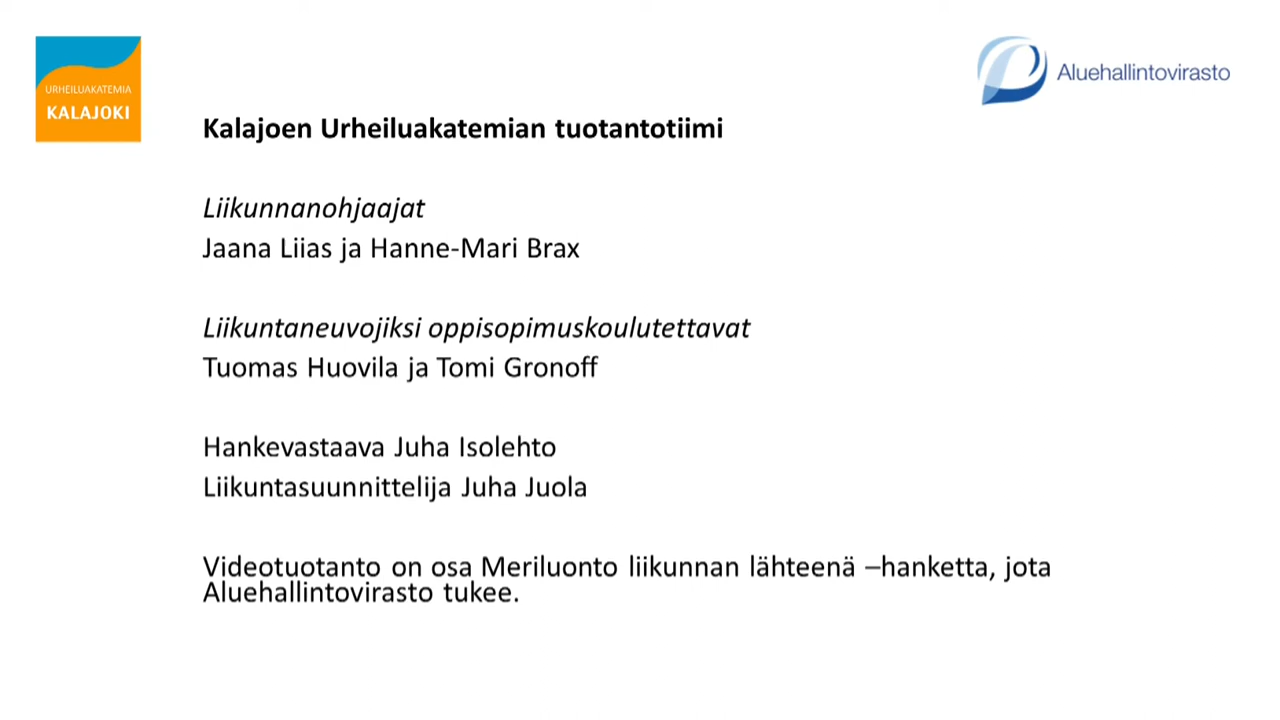 URHEILUAKATEMIA
KALAJOKI
Aluehallintovirasto
Kalajoen Urheiluakatemian tuotantotiimi
Liikunnanohjaajat
Jaana Liias ja Hanne-Mari Brax
Liikuntaneuvojiksi oppisopimuskoulutettavat
Tuomas Huovila ja Tomi Gronoff
Hankevastaava Juha Isolehto
Liikuntasuunnittelija Juha Juola
Videotuotanto on osa Meriluonto liikunnan lähteenä –hanketta, jota
Aluehallintovirasto tukee.